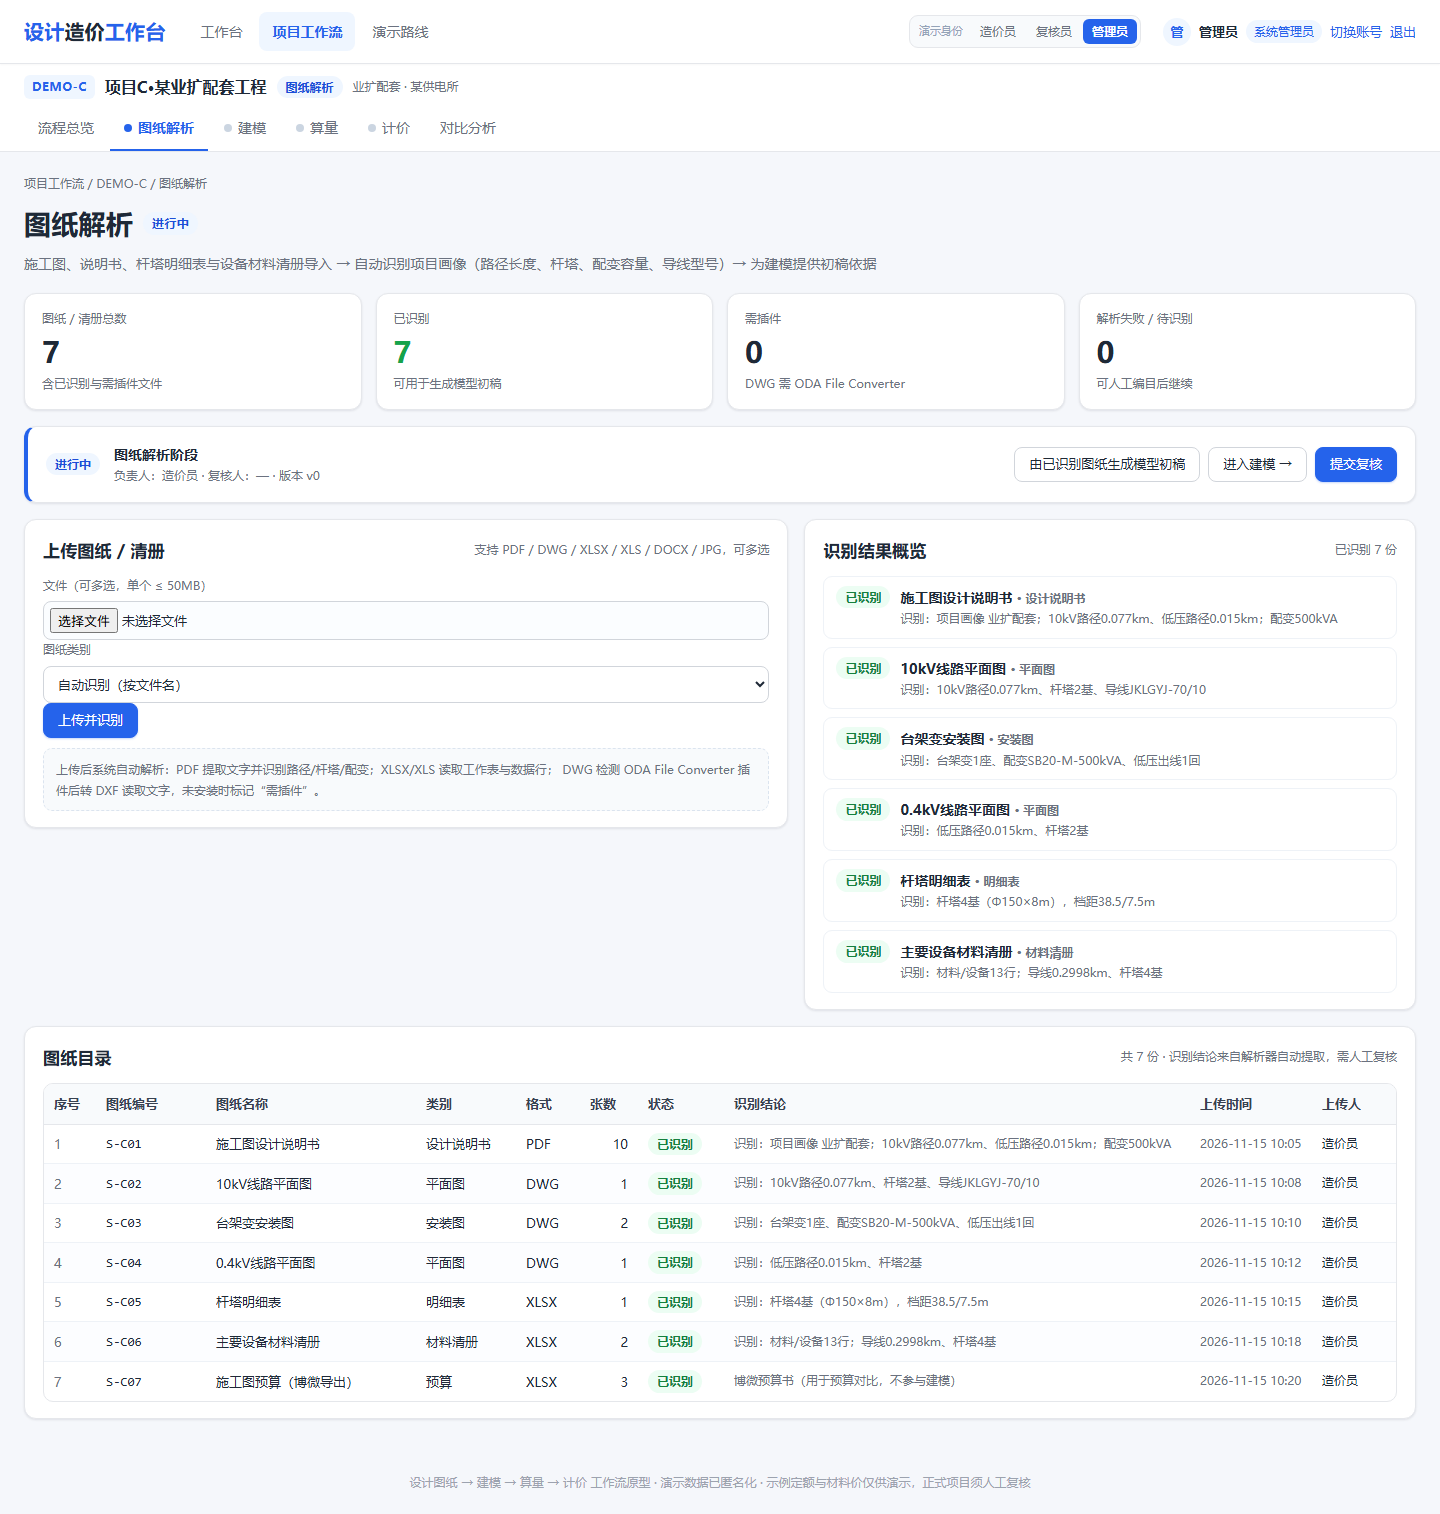 设计造价工作台 工作台 项目工作流 演示路线 演示身份 造价员 复核员 管理员 管 管理员 系统管理员 切换账号 退出
DEMO-C 项目C·某业扩配套工程 图纸解析 业扩配套 · 某供电所
流程总览 图纸解析 建模 算量 计价 对比分析
项目工作流 / DEMO-C / 图纸解析
图纸解析 进行中
施工图、说明书、杆塔明细表与设备材料清册导入 → 自动识别项目画像（路径长度、杆塔、配变容量、导线型号）→ 为建模提供初稿依据
图纸 / 清册总数
7
含已识别与需插件文件
已识别
7
可用于生成模型初稿
需插件
0
DWG 需 ODA File Converter
解析失败 / 待识别
0
可人工编目后继续
进行中
图纸解析阶段
负责人：造价员 · 复核人：— · 版本 v0
由已识别图纸生成模型初稿 进入建模 → 提交复核
上传图纸 / 清册 支持 PDF / DWG / XLSX / XLS / DOCX / JPG，可多选
文件（可多选，单个 ≤ 50MB）
选择文件 未选择文件
图纸类别
自动识别（按文件名）
上传并识别
上传后系统自动解析：PDF 提取文字并识别路径/杆塔/配变；XLSX/XLS 读取工作表与数据行； DWG 检测 ODA File Converter 插
件后转 DXF 读取文字，未安装时标记“需插件”。
识别结果概览 已识别 7 份
已识别 施工图设计说明书 · 设计说明书
识别：项目画像 业扩配套；10kV路径0.077km、低压路径0.015km；配变500kVA
已识别 10kV线路平面图 · 平面图
识别：10kV路径0.077km、杆塔2基、导线JKLGYJ-70/10
已识别 台架变安装图 · 安装图
识别：台架变1座、配变SB20-M-500kVA、低压出线1回
已识别 0.4kV线路平面图 · 平面图
识别：低压路径0.015km、杆塔2基
已识别 杆塔明细表 · 明细表
识别：杆塔4基（Φ150×8m），档距38.5/7.5m
已识别 主要设备材料清册 · 材料清册
识别：材料/设备13行；导线0.2998km、杆塔4基
图纸目录 共 7 份 · 识别结论来自解析器自动提取，需人工复核
序号 图纸编号 图纸名称 类别 格式 张数 状态 识别结论 上传时间 上传人
1 S-C01 施工图设计说明书 设计说明书 PDF 10 已识别 识别：项目画像 业扩配套；10kV路径0.077km、低压路径0.015km；配变500kVA 2026-11-15 10:05 造价员
2 S-C02 10kV线路平面图 平面图 DWG 1 已识别 识别：10kV路径0.077km、杆塔2基、导线JKLGYJ-70/10 2026-11-15 10:08 造价员
3 S-C03 台架变安装图 安装图 DWG 2 已识别 识别：台架变1座、配变SB20-M-500kVA、低压出线1回 2026-11-15 10:10 造价员
4 S-C04 0.4kV线路平面图 平面图 DWG 1 已识别 识别：低压路径0.015km、杆塔2基 2026-11-15 10:12 造价员
5 S-C05 杆塔明细表 明细表 XLSX 1 已识别 识别：杆塔4基（Φ150×8m），档距38.5/7.5m 2026-11-15 10:15 造价员
6 S-C06 主要设备材料清册 材料清册 XLSX 2 已识别 识别：材料/设备13行；导线0.2998km、杆塔4基 2026-11-15 10:18 造价员
7 S-C07 施工图预算（博微导出） 预算 XLSX 3 已识别 博微预算书（用于预算对比，不参与建模） 2026-11-15 10:20 造价员
设计图纸 → 建模 → 算量 → 计价 工作流原型 · 演示数据已匿名化 · 示例定额与材料价仅供演示，正式项目须人工复核